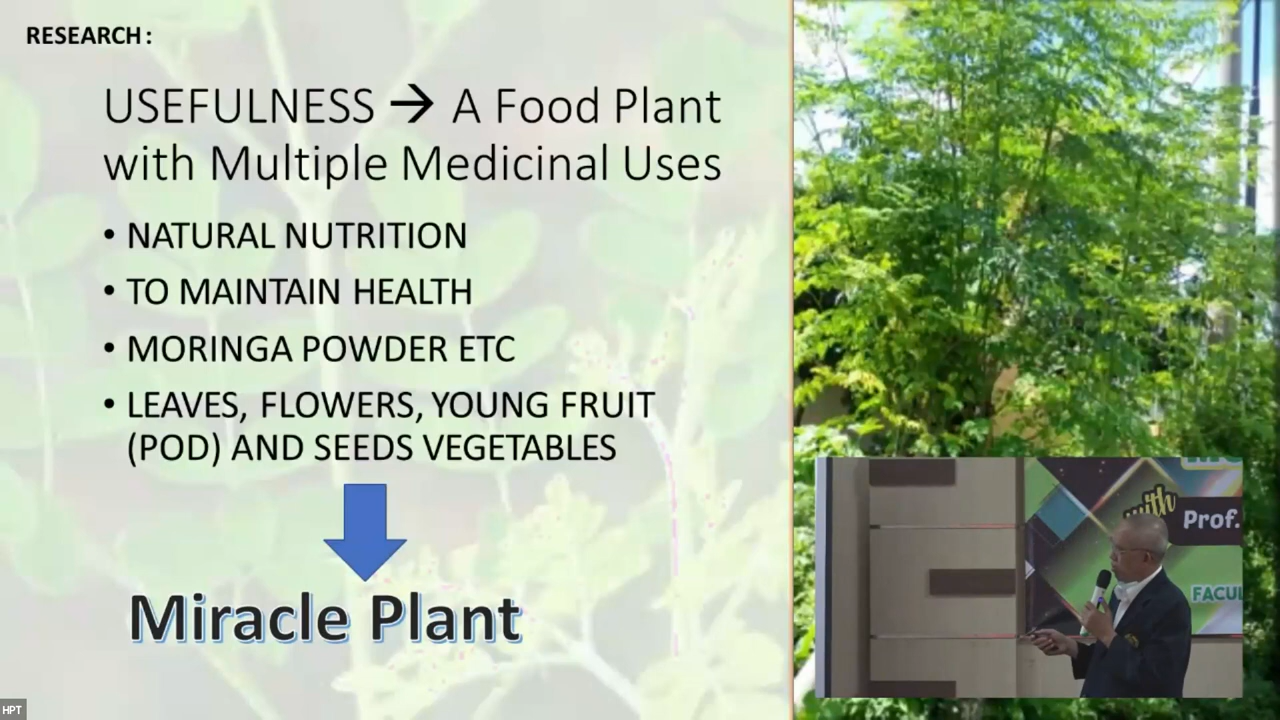 RESEARCH :
USEFULNESS → A Food Plant
with Multiple Medicinal Uses
• NATURAL NUTRITION
• TO MAINTAIN HEALTH
• MORINGA POWDER ETC
• LEAVES, FLOWERS, YOUNG FRUIT
(POD) AND SEEDS VEGETABLES
Miracle Plant
with
Prof.
FACUL
HPT